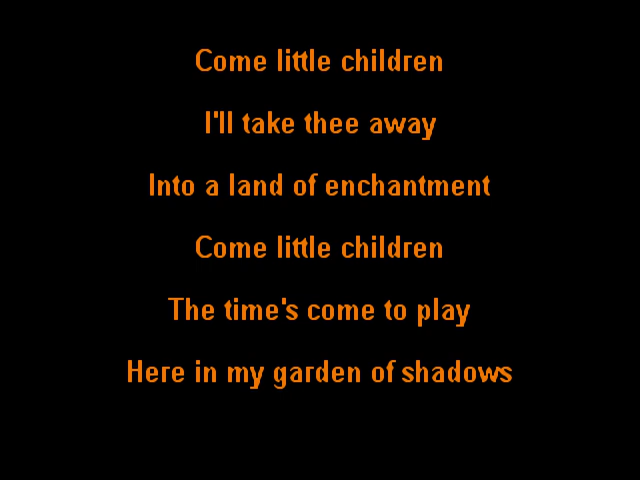 Come little children
I'll take thee away
Into a land of enchantment
Come little children
The time's come to play
Here in my garden of shadows